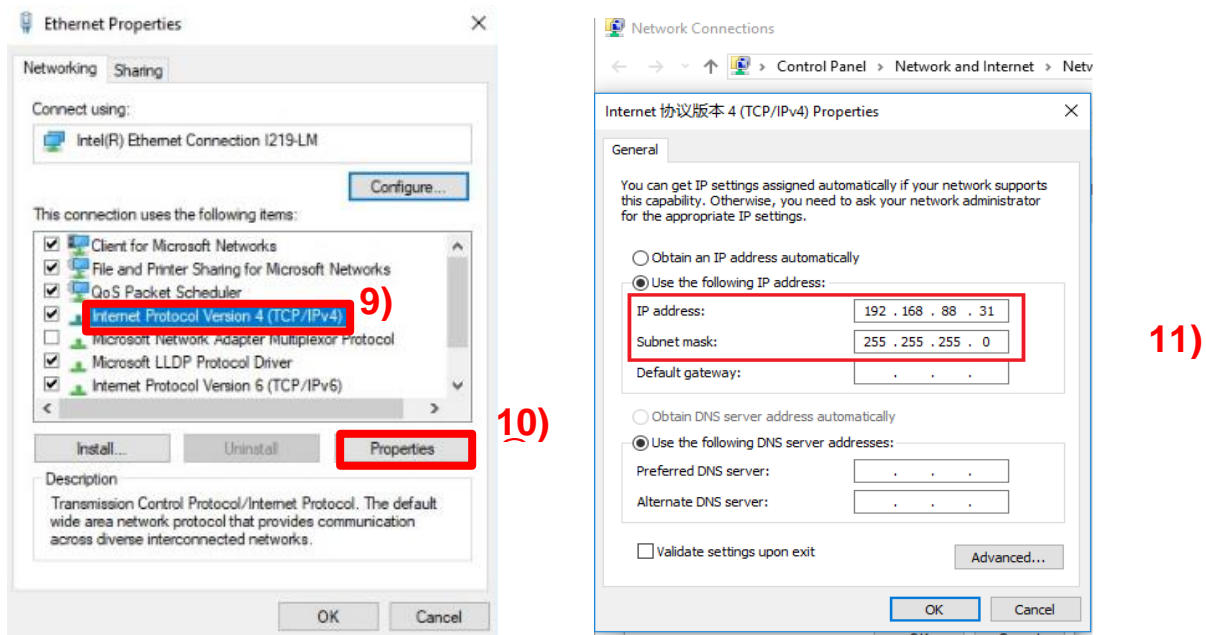 Ethernet Properties
Networking Sharing
Connect using:
Intel(R) Ethernet Connection I219-LM
Configure...
This connection uses the following items:
Client for Microsoft Networks
File and Printer Sharing for Microsoft Networks
QoS Packet Scheduler
Internet Protocol Version 4 (TCP/IPv4)
9)
Microsoft Network Adapter Multiplexor Protocol
Microsoft LLDP Protocol Driver
Internet Protocol Version 6 (TCP/IPv6)
Install... Uninstall Properties
10)
Description
Transmission Control Protocol/Internet Protocol. The default
wide area network protocol that provides communication
across diverse interconnected networks.
OK Cancel
Network Connections
Control Panel > Network and Internet > Netv
Internet 协议版本 4 (TCP/IPv4) Properties
General
You can get IP settings assigned automatically if your network supports
this capability. Otherwise, you need to ask your network administrator
for the appropriate IP settings.
Obtain an IP address automatically
Use the following IP address:
IP address: 192 . 168 . 88 . 31
Subnet mask: 255 . 255 . 255 . 0
Default gateway: . . .
11)
Obtain DNS server address automatically
Use the following DNS server addresses:
Preferred DNS server: . . .
Alternate DNS server: . . .
Validate settings upon exit
Advanced...
OK Cancel